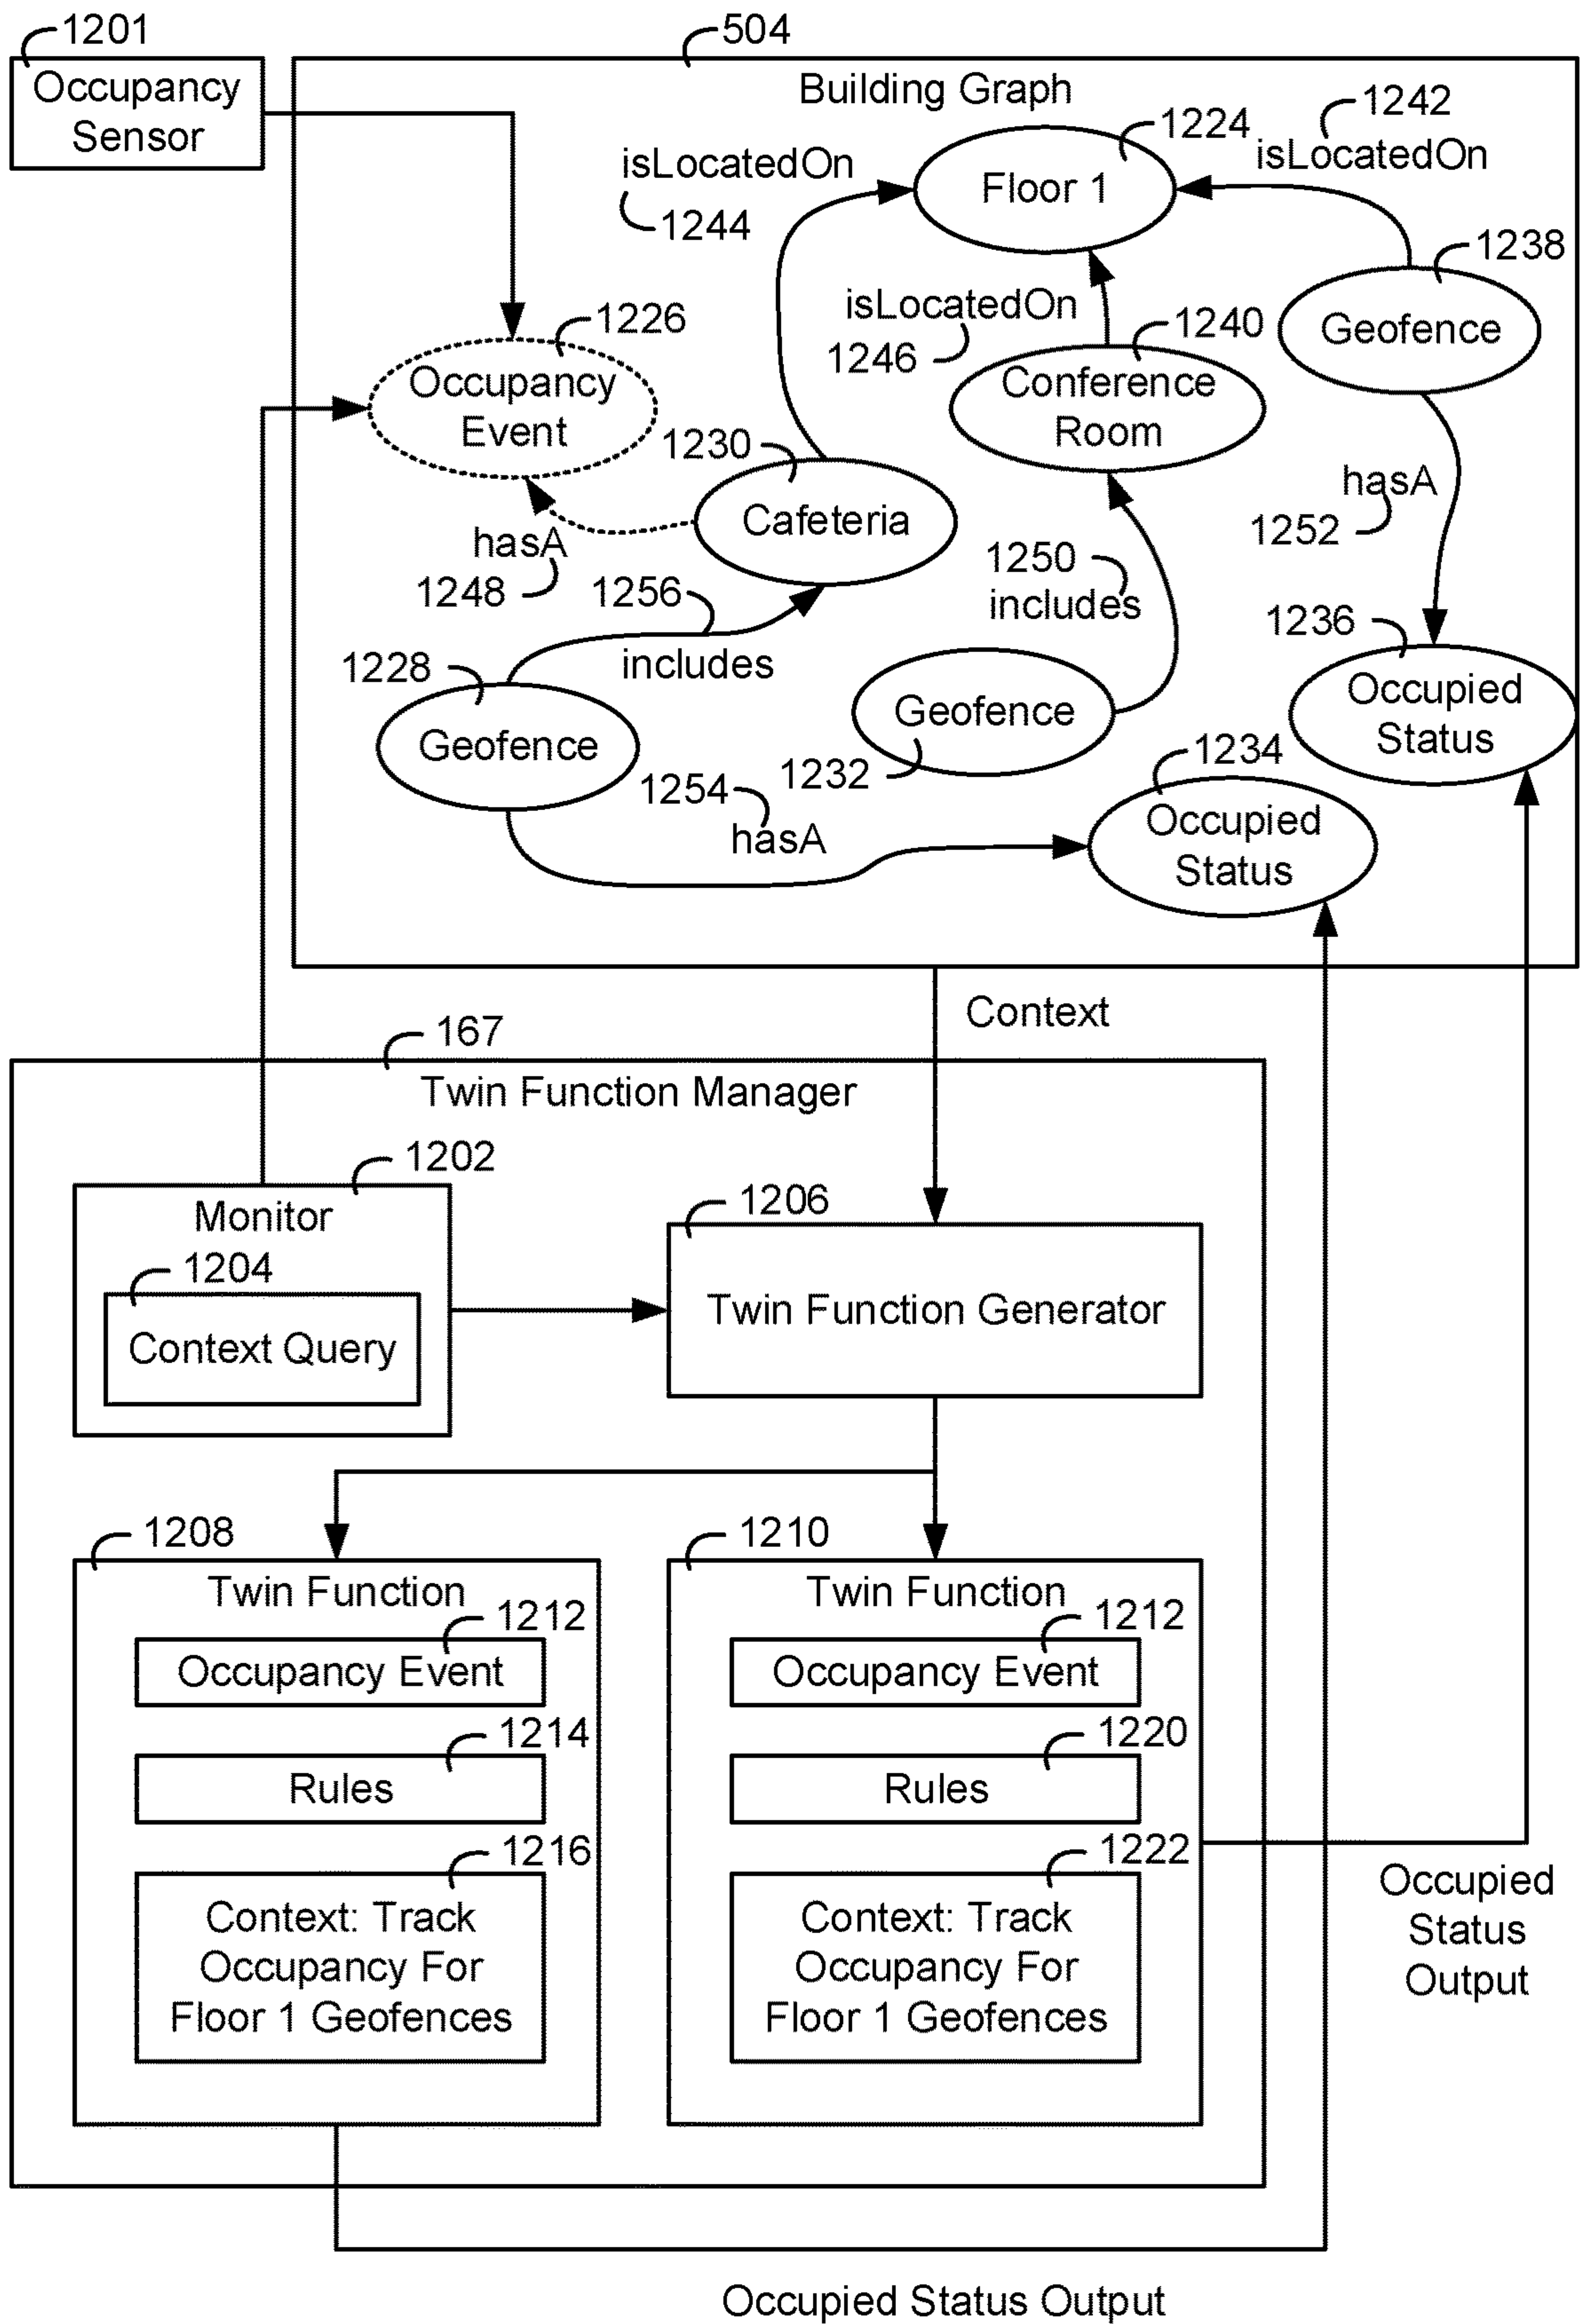 1201
Occupancy
Sensor
504
Building Graph
1242
isLocatedOn
1224
Floor 1
isLocatedOn
1244
1238
Geofence
1226
Occupancy
Event
isLocatedOn
1246
1240
Conference
Room
1230
Cafeteria
hasA
1248
hasA
1252
1250
includes
1256
includes
1228
Geofence
Geofence
1232
1236
Occupied
Status
1254
hasA
1234
Occupied
Status
Context
167
Twin Function Manager
1202
Monitor
1204
Context Query
1206
Twin Function Generator
1208
Twin Function
1212
Occupancy Event
1214
Rules
1216
Context: Track
Occupancy For
Floor 1 Geofences
1210
Twin Function
1212
Occupancy Event
1220
Rules
1222
Context: Track
Occupancy For
Floor 1 Geofences
Occupied
Status
Output
Occupied Status Output